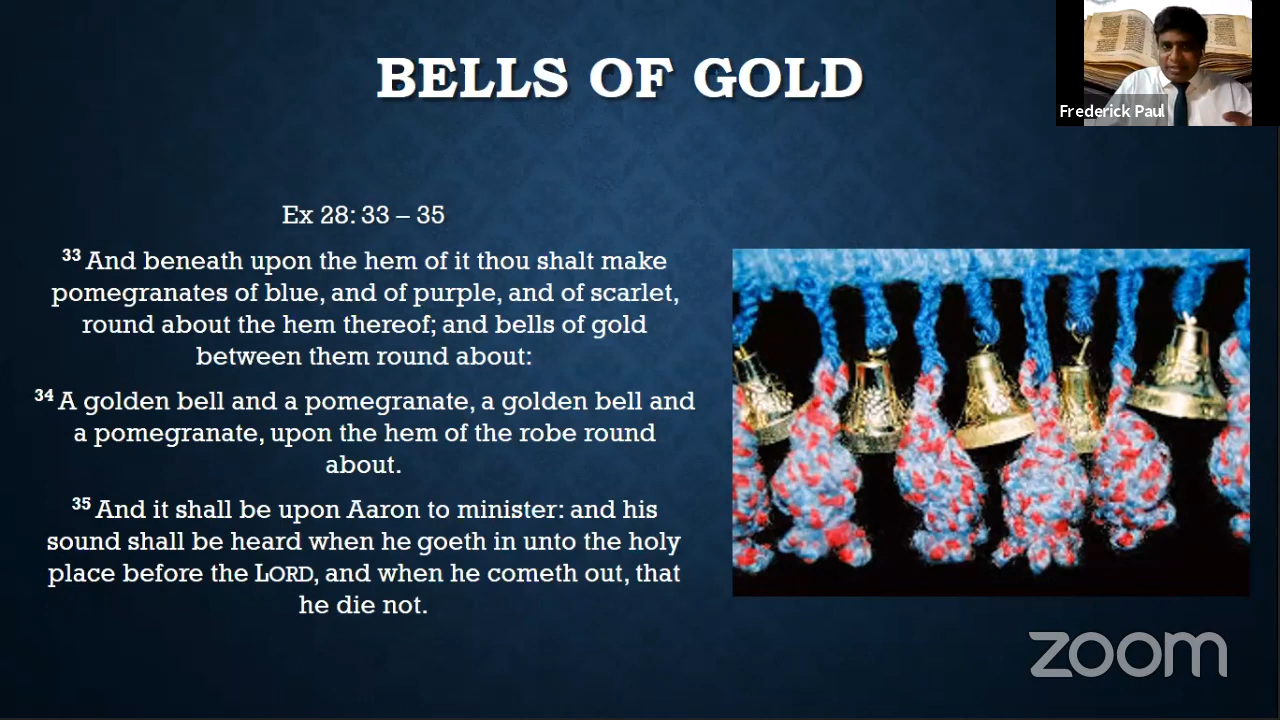 BELLS OF GOLD
Frederick Paul
Ex 28: 33 – 35
33 And beneath upon the hem of it thou shalt make
pomegranates of blue, and of purple, and of scarlet,
round about the hem thereof; and bells of gold
between them round about:
34 A golden bell and a pomegranate, a golden bell and
a pomegranate, upon the hem of the robe round
about.
35 And it shall be upon Aaron to minister: and his
sound shall be heard when he goeth in unto the holy
place before the LORD, and when he cometh out, that
he die not.
zoom